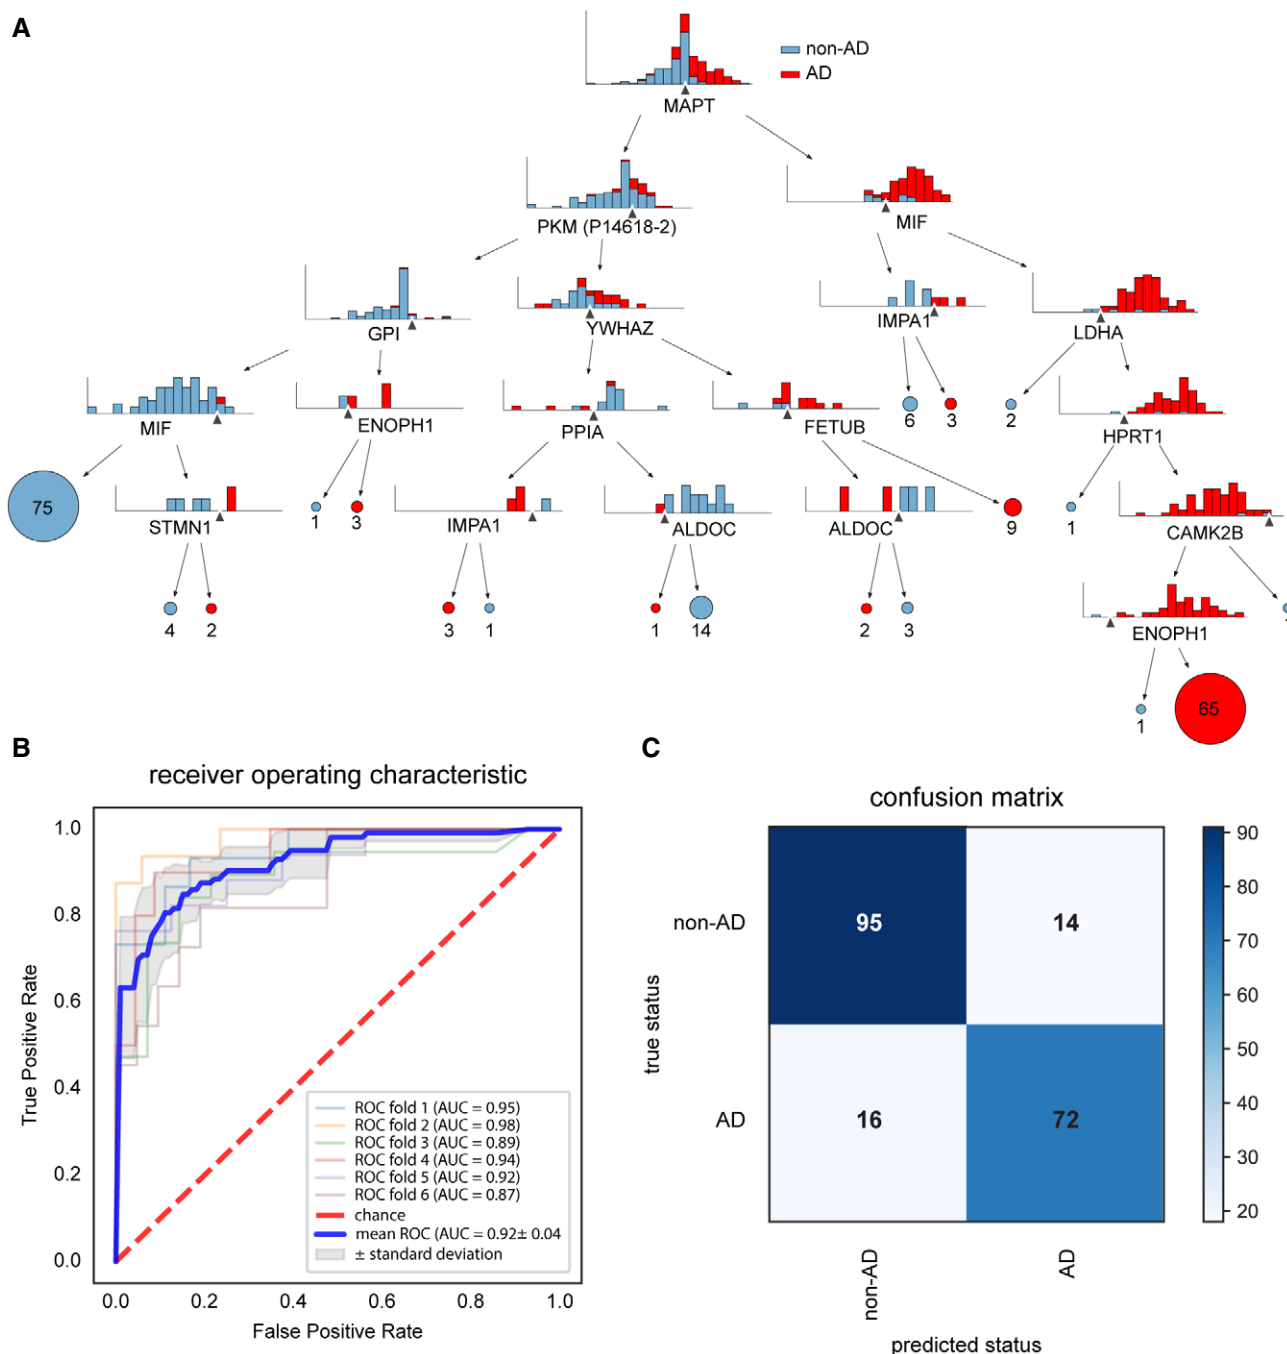 A
non-AD
AD
MAPT
PKM (P14618-2)
MIF
GPI
YWHAZ
IMPA1
LDHA
MIF
ENOPH1
PPIA
FETUB
6
3
2
HPRT1
75
STMN1
1
3
IMPA1
ALDOC
ALDOC
9
1
CAMK2B
4
2
3
1
1
14
2
3
ENOPH1
1
65
B
receiver operating characteristic
1.0
0.8
0.6
0.4
0.2
0.0
True Positive Rate
ROC fold 1 (AUC = 0.95)
ROC fold 2 (AUC = 0.98)
ROC fold 3 (AUC = 0.89)
ROC fold 4 (AUC = 0.94)
ROC fold 5 (AUC = 0.92)
ROC fold 6 (AUC = 0.87)
chance
mean ROC (AUC = 0.92± 0.04
± standard deviation
0.0 0.2 0.4 0.6 0.8 1.0
False Positive Rate
C
confusion matrix
non-AD
95
14
AD
16
72
true status
non-AD
AD
predicted status
90
80
70
60
50
40
30
20